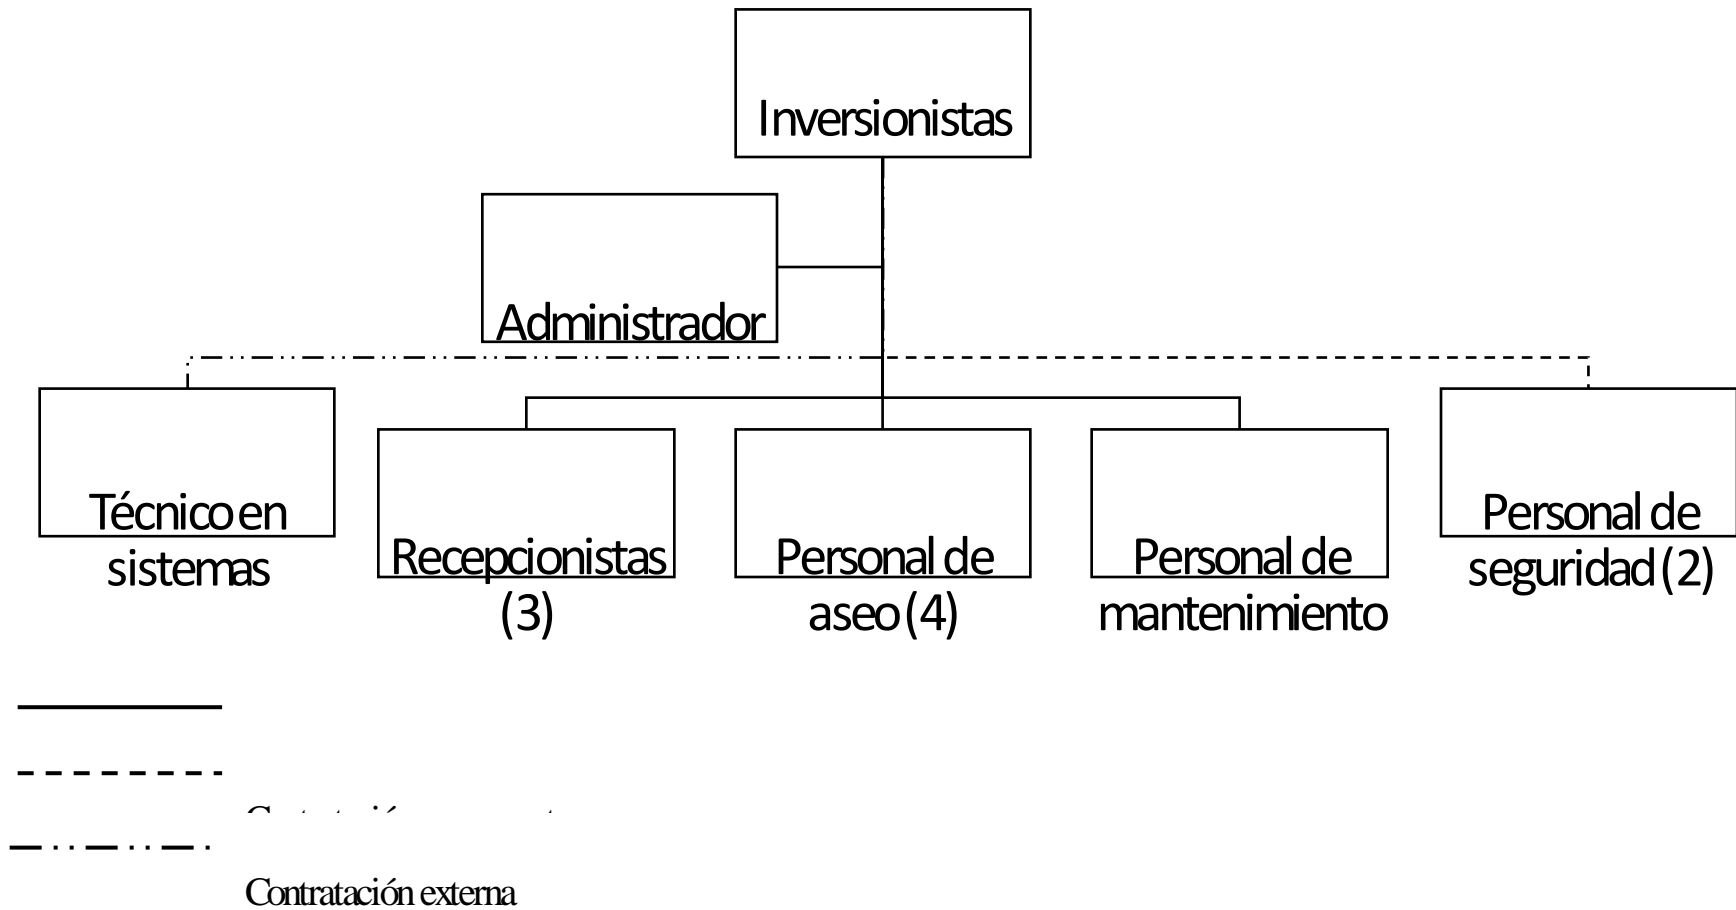 Inversionistas
Administrador
Técnico en
sistemas
Recepcionistas
(3)
Personal de
aseo (4)
Personal de
mantenimiento
Personal de
seguridad (2)
Contratación externa